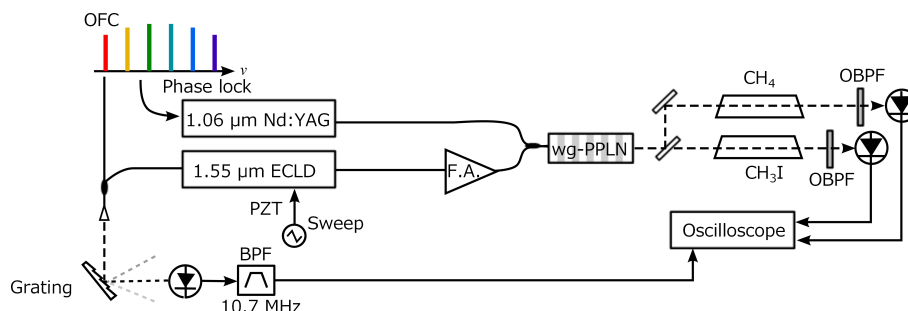 OFC
ν
Phase lock
1.06 μm Nd:YAG
1.55 μm ECLD
F.A.
wg-PPLN
CH₄
OBPF
CH₃I
OBPF
PZT
Sweep
Oscilloscope
BPF
10.7 MHz
Grating